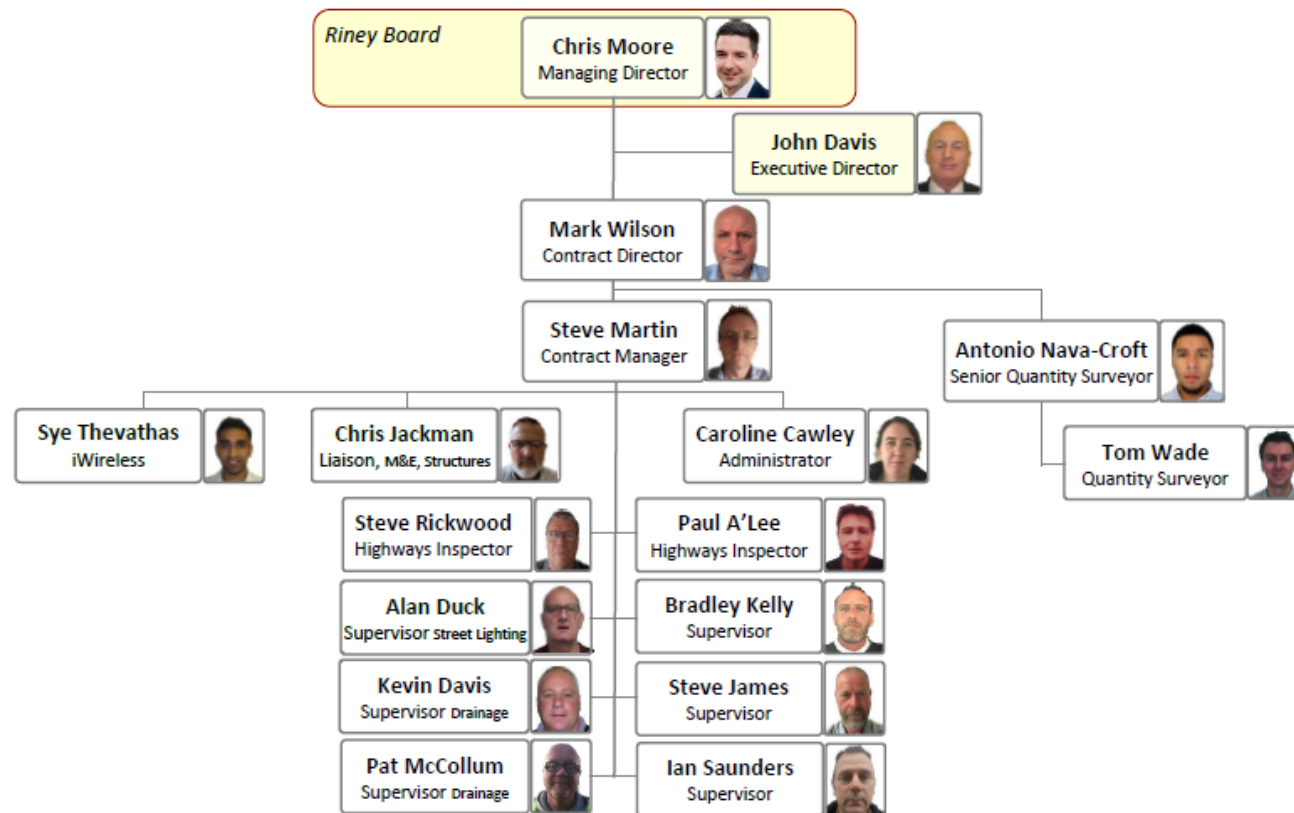 Riney Board
Chris Moore
Managing Director
John Davis
Executive Director
Mark Wilson
Contract Director
Steve Martin
Contract Manager
Antonio Nava-Croft
Senior Quantity Surveyor
Sye Thevathas
iWireless
Chris Jackman
Liaison, M&E, Structures
Caroline Cawley
Administrator
Tom Wade
Quantity Surveyor
Steve Rickwood
Highways Inspector
Paul A’Lee
Highways Inspector
Alan Duck
Supervisor Street Lighting
Bradley Kelly
Supervisor
Kevin Davis
Supervisor Drainage
Steve James
Supervisor
Pat McCollum
Supervisor Drainage
Ian Saunders
Supervisor